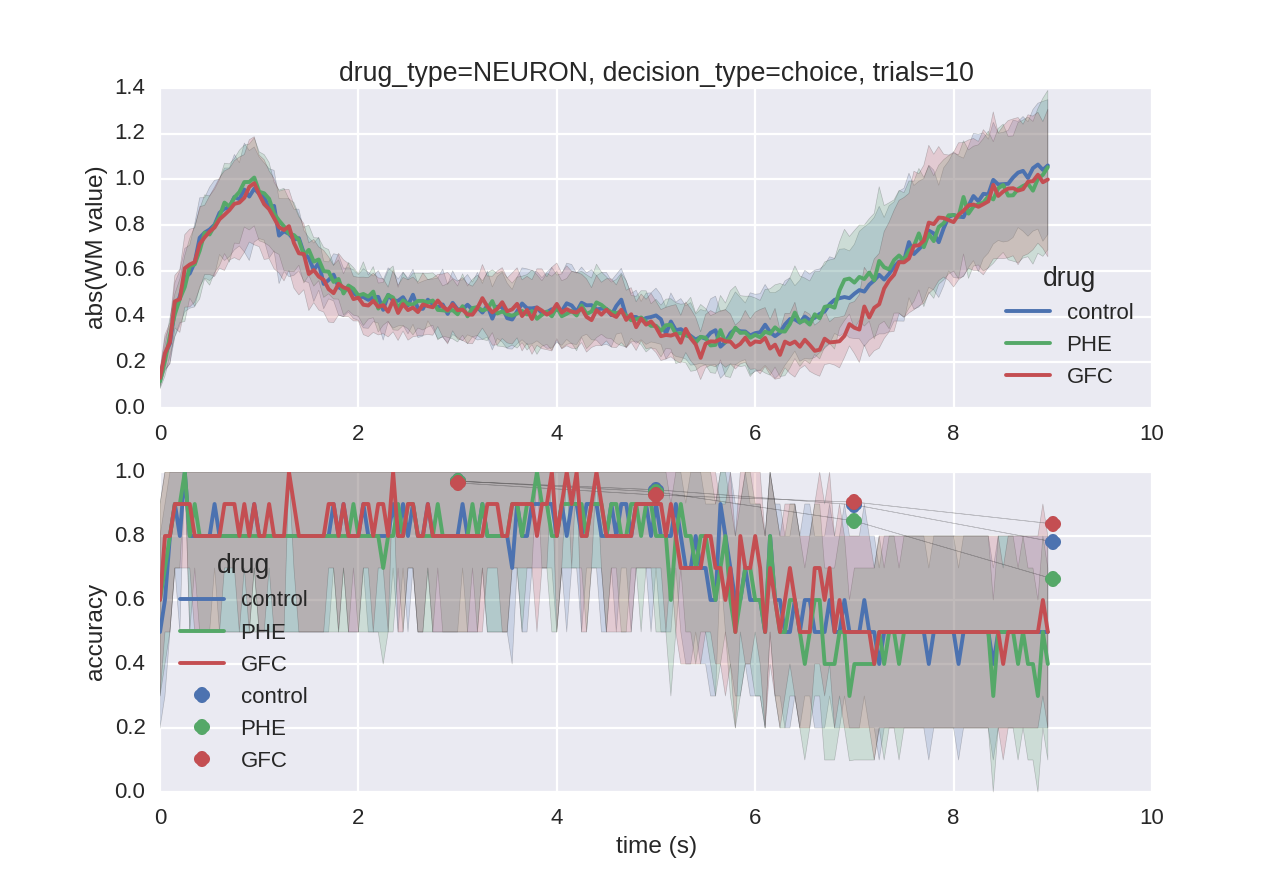 drug_type=NEURON, decision_type=choice, trials=10
1.4
1.2
1.0
0.8
0.6
0.4
0.2
0.0
abs(WM value)
drug
control
PHE
GFC
0 2 4 6 8 10
1.0
0.8
0.6
0.4
0.2
0.0
accuracy
drug
control
PHE
GFC
control
PHE
GFC
0 2 4 6 8 10
time (s)